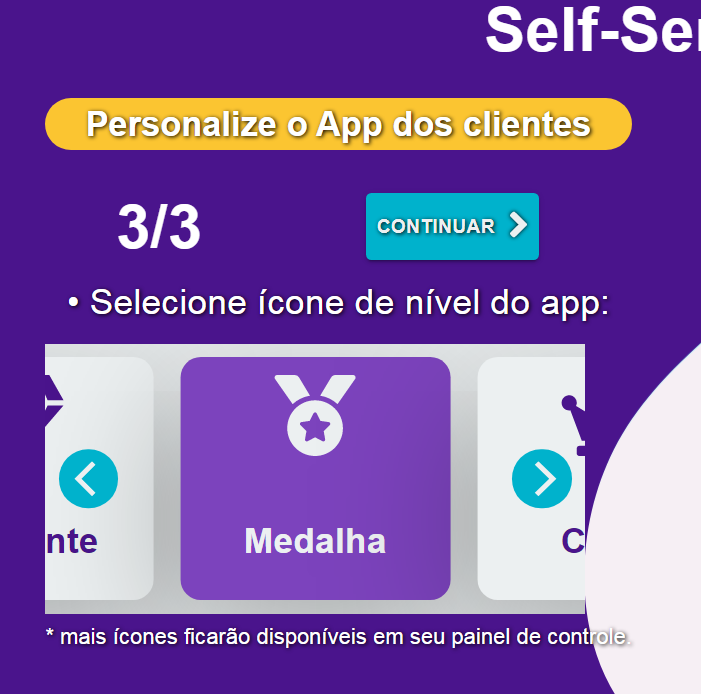 Self-Se
Personalize o App dos clientes
3/3
CONTINUAR
• Selecione ícone de nível do app:
nte
Medalha
C
* mais ícones ficarão disponíveis em seu painel de controle.